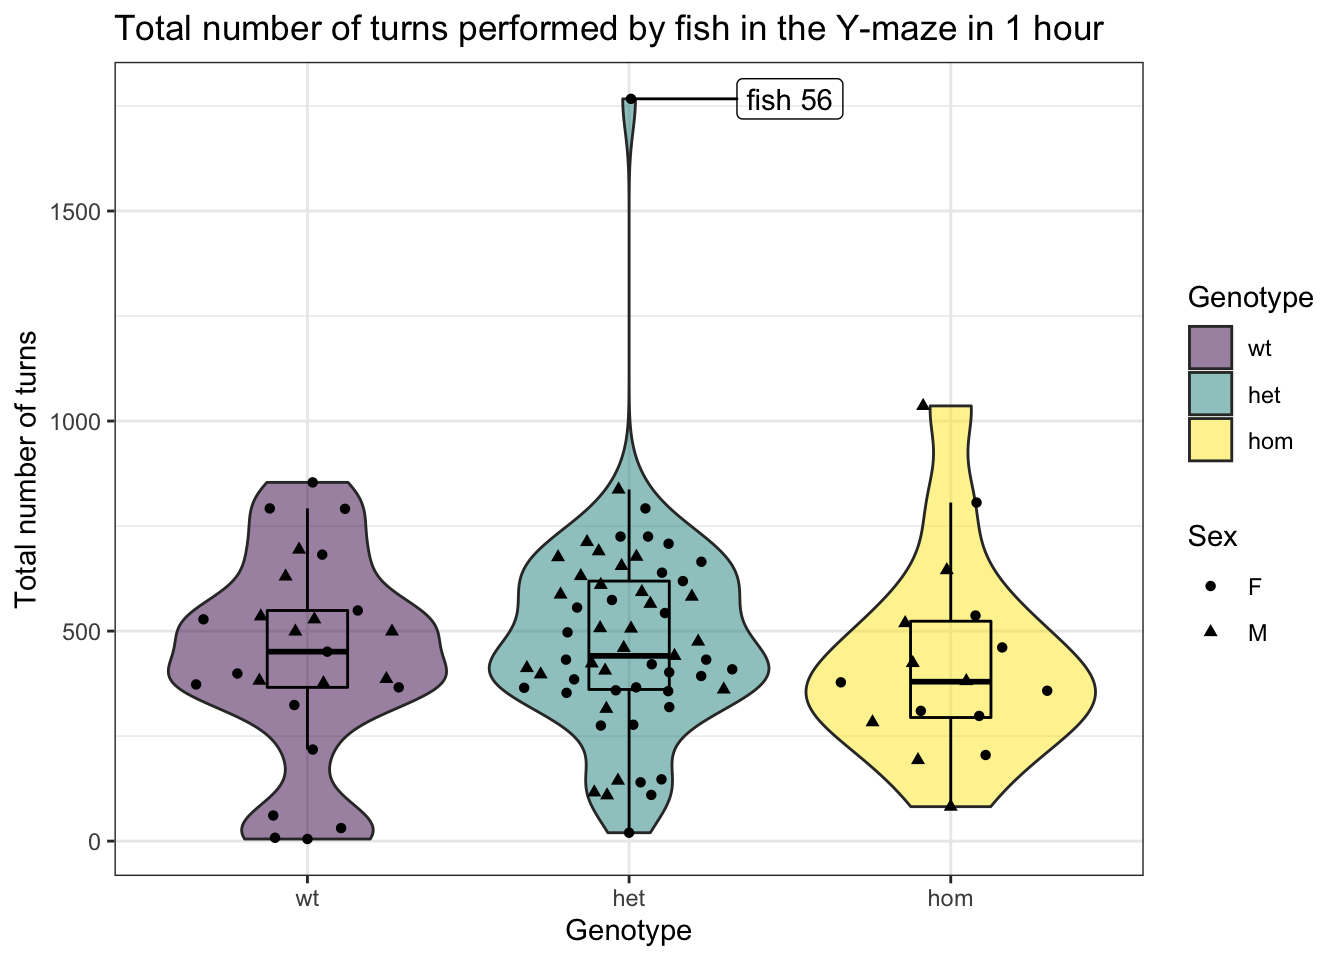 Total number of turns performed by fish in the Y-maze in 1 hour
fish 56
1500
1000
500
0
Total number of turns
wt
het
hom
Genotype
Genotype
wt
het
hom
Sex
F
M